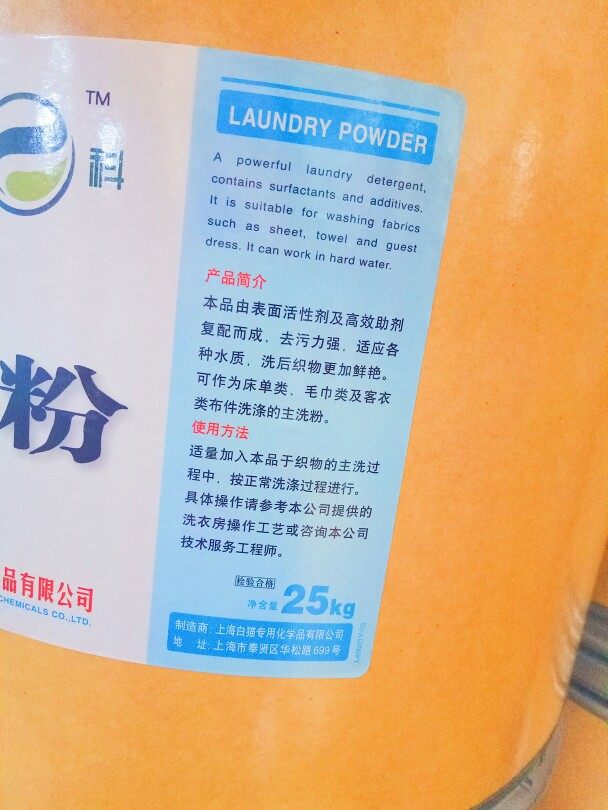 TM
科
粉
品有限公司
CHEMICALS CO.,LTD.
LAUNDRY POWDER
A powerful laundry detergent,
contains surfactants and additives.
It is suitable for washing fabrics
such as sheet, towel and guest
dress. It can work in hard water.
产品简介
本品由表面活性剂及高效助剂
复配而成，去污力强，适应各
种水质，洗后织物更加鲜艳。
可作为床单类、毛巾类及客衣
类布件洗涤的主洗粉。
使用方法
适量加入本品于织物的主洗过
程中，按正常洗涤过程进行。
具体操作请参考本公司提供的
洗衣房操作工艺或咨询本公司
技术服务工程师。
检验合格
净含量 25kg
制造商：上海白猫专用化学品有限公司
地 址：上海市奉贤区华松路699号